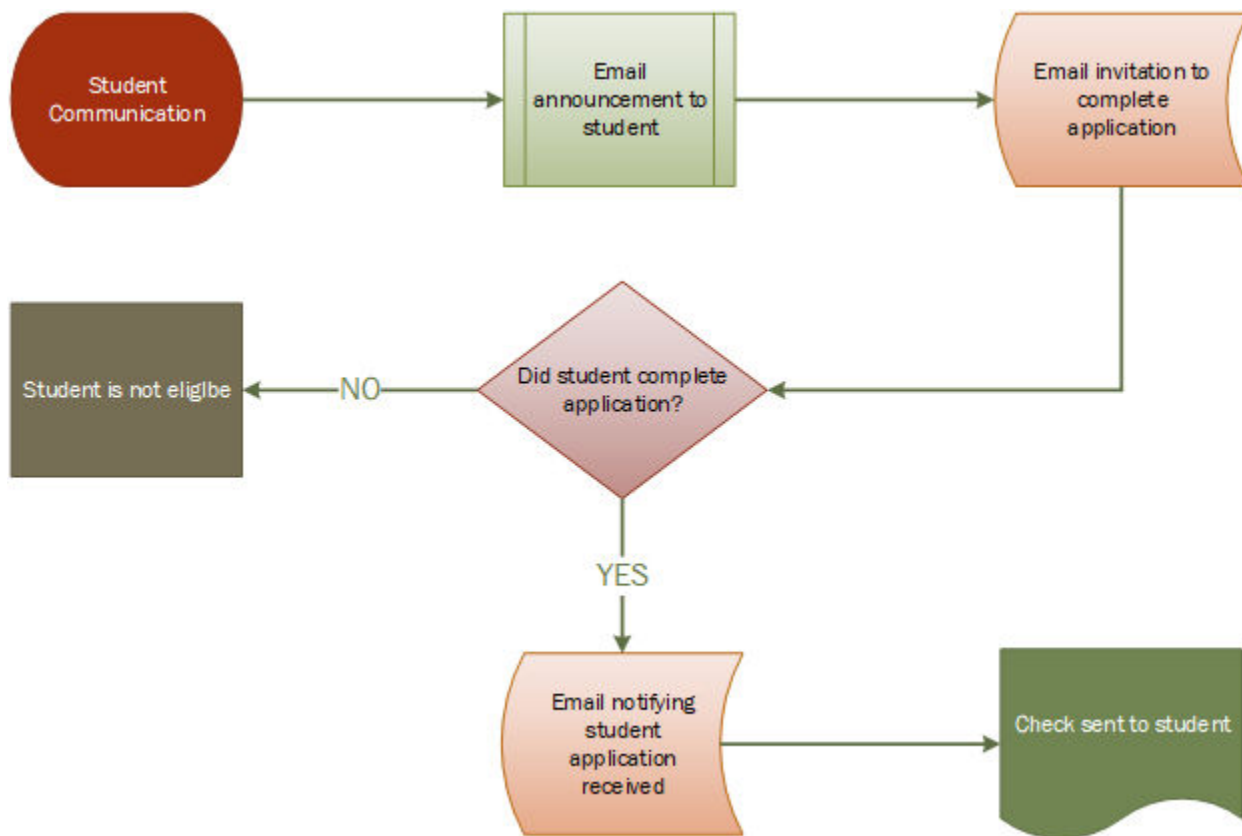 Student
Communication
Email
announcement to
student
Email invitation to
complete
application
Student is not eliglbe
NO
Did student complete
application?
YES
Email notifying
student
application
received
Check sent to student